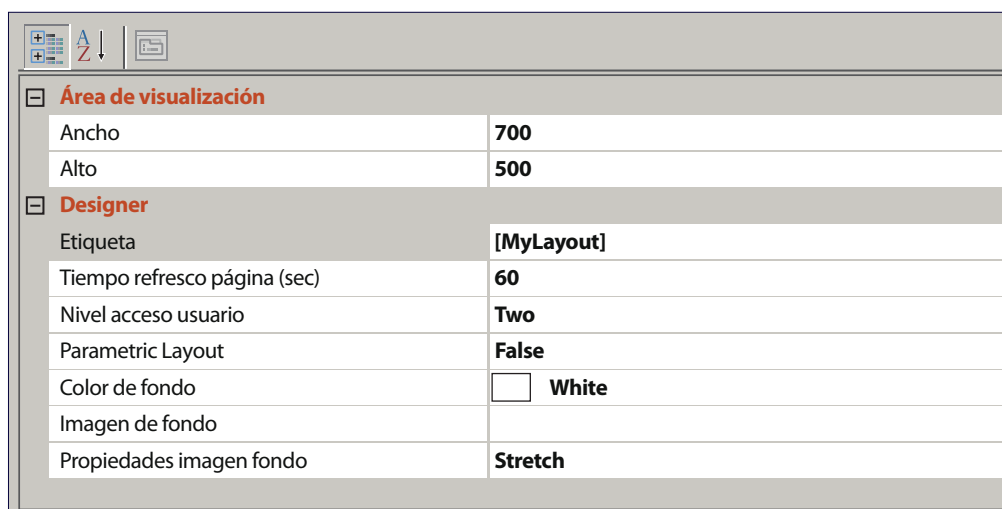 A
Z
Área de visualización
Ancho 700
Alto 500
Designer
Etiqueta [MyLayout]
Tiempo refresco página (sec) 60
Nivel acceso usuario Two
Parametric Layout False
Color de fondo White
Imagen de fondo
Propiedades imagen fondo Stretch